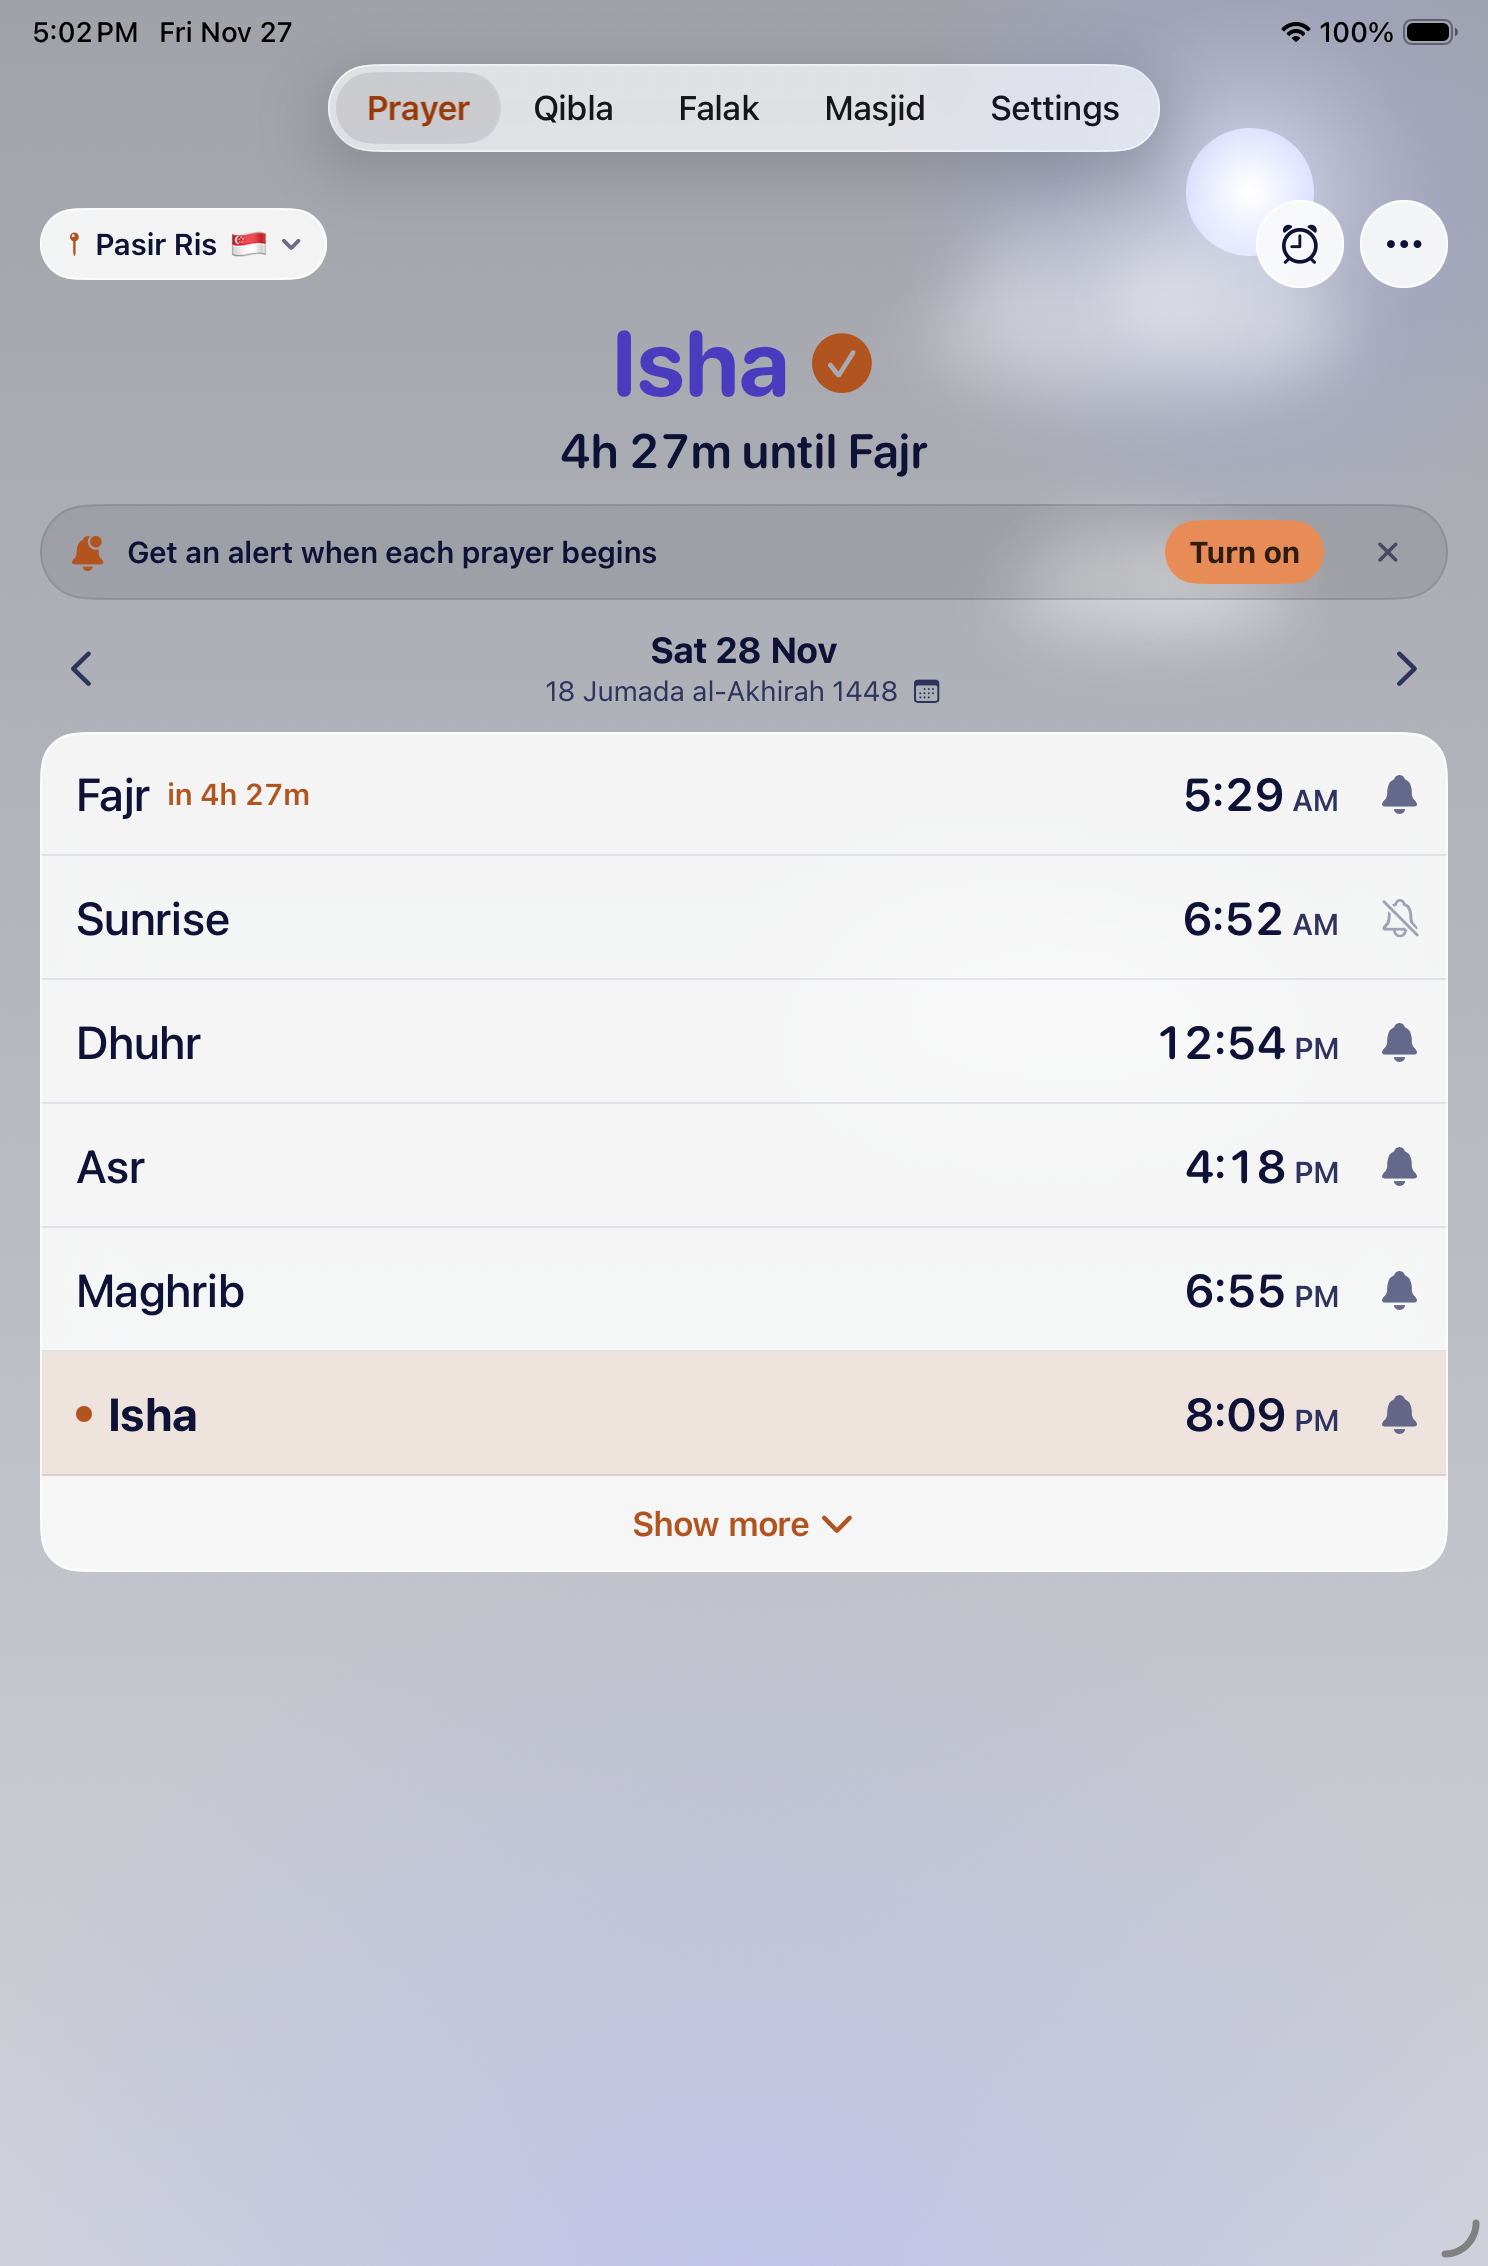 5:02 PM Fri Nov 27 100%
Prayer Qibla Falak Masjid Settings
Pasir Ris
Isha
4h 27m until Fajr
Get an alert when each prayer begins Turn on
Sat 28 Nov
18 Jumada al-Akhirah 1448
Fajr in 4h 27m 5:29 AM
Sunrise 6:52 AM
Dhuhr 12:54 PM
Asr 4:18 PM
Maghrib 6:55 PM
Isha 8:09 PM
Show more